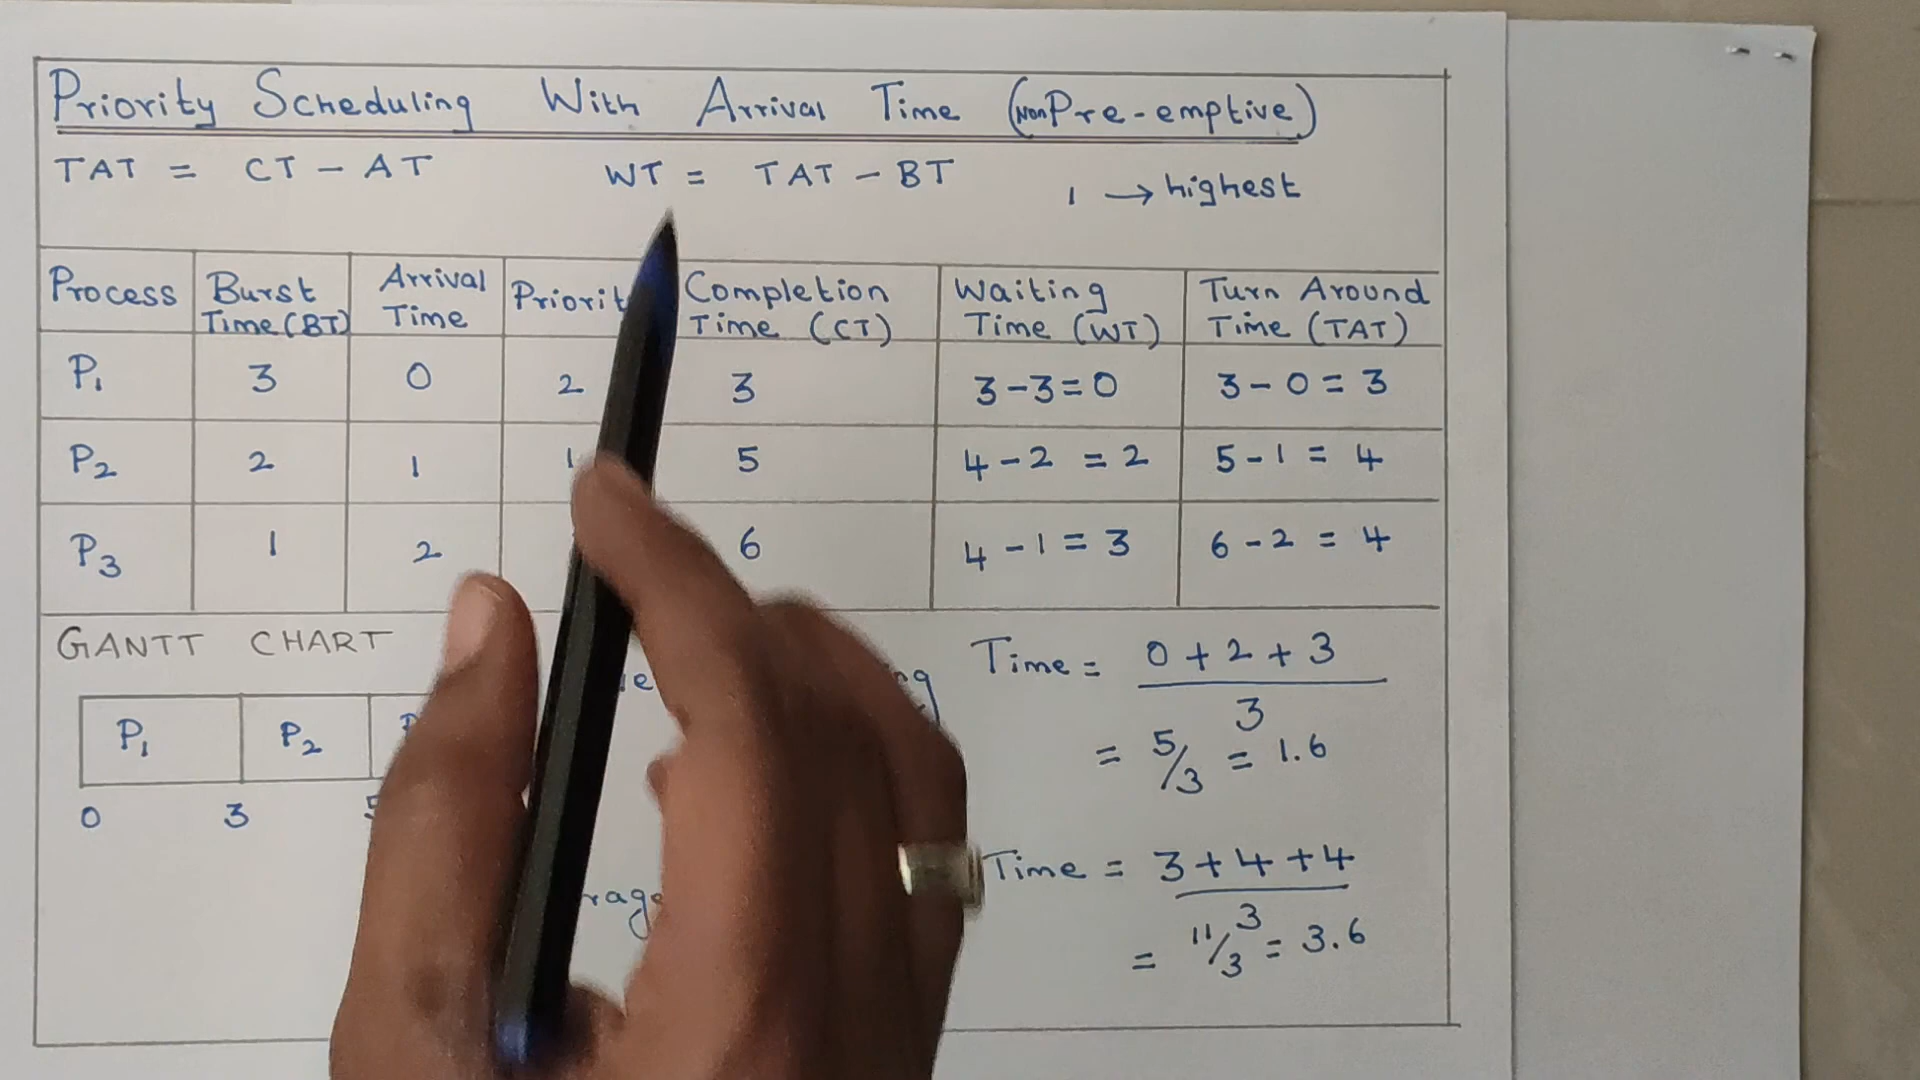 Priority Scheduling With Arrival Time (Non Pre-emptive)
TAT = CT - AT WT = TAT - BT 1 → highest
Process Burst Time (BT) Arrival Time Completion Time (CT) Waiting Time (WT) Turn Around Time (TAT)
P1 3 0 2 3 3-3=0 3-0=3
P2 2 1 1 5 4-2=2 5-1=4
P3 1 2 6 4-1=3 6-2=4
GANTT CHART
P1 P2
0 3
Time = 0+2+3
3
= 5/3 = 1.6
Time = 3+4+4
3
= 11/3 = 3.6